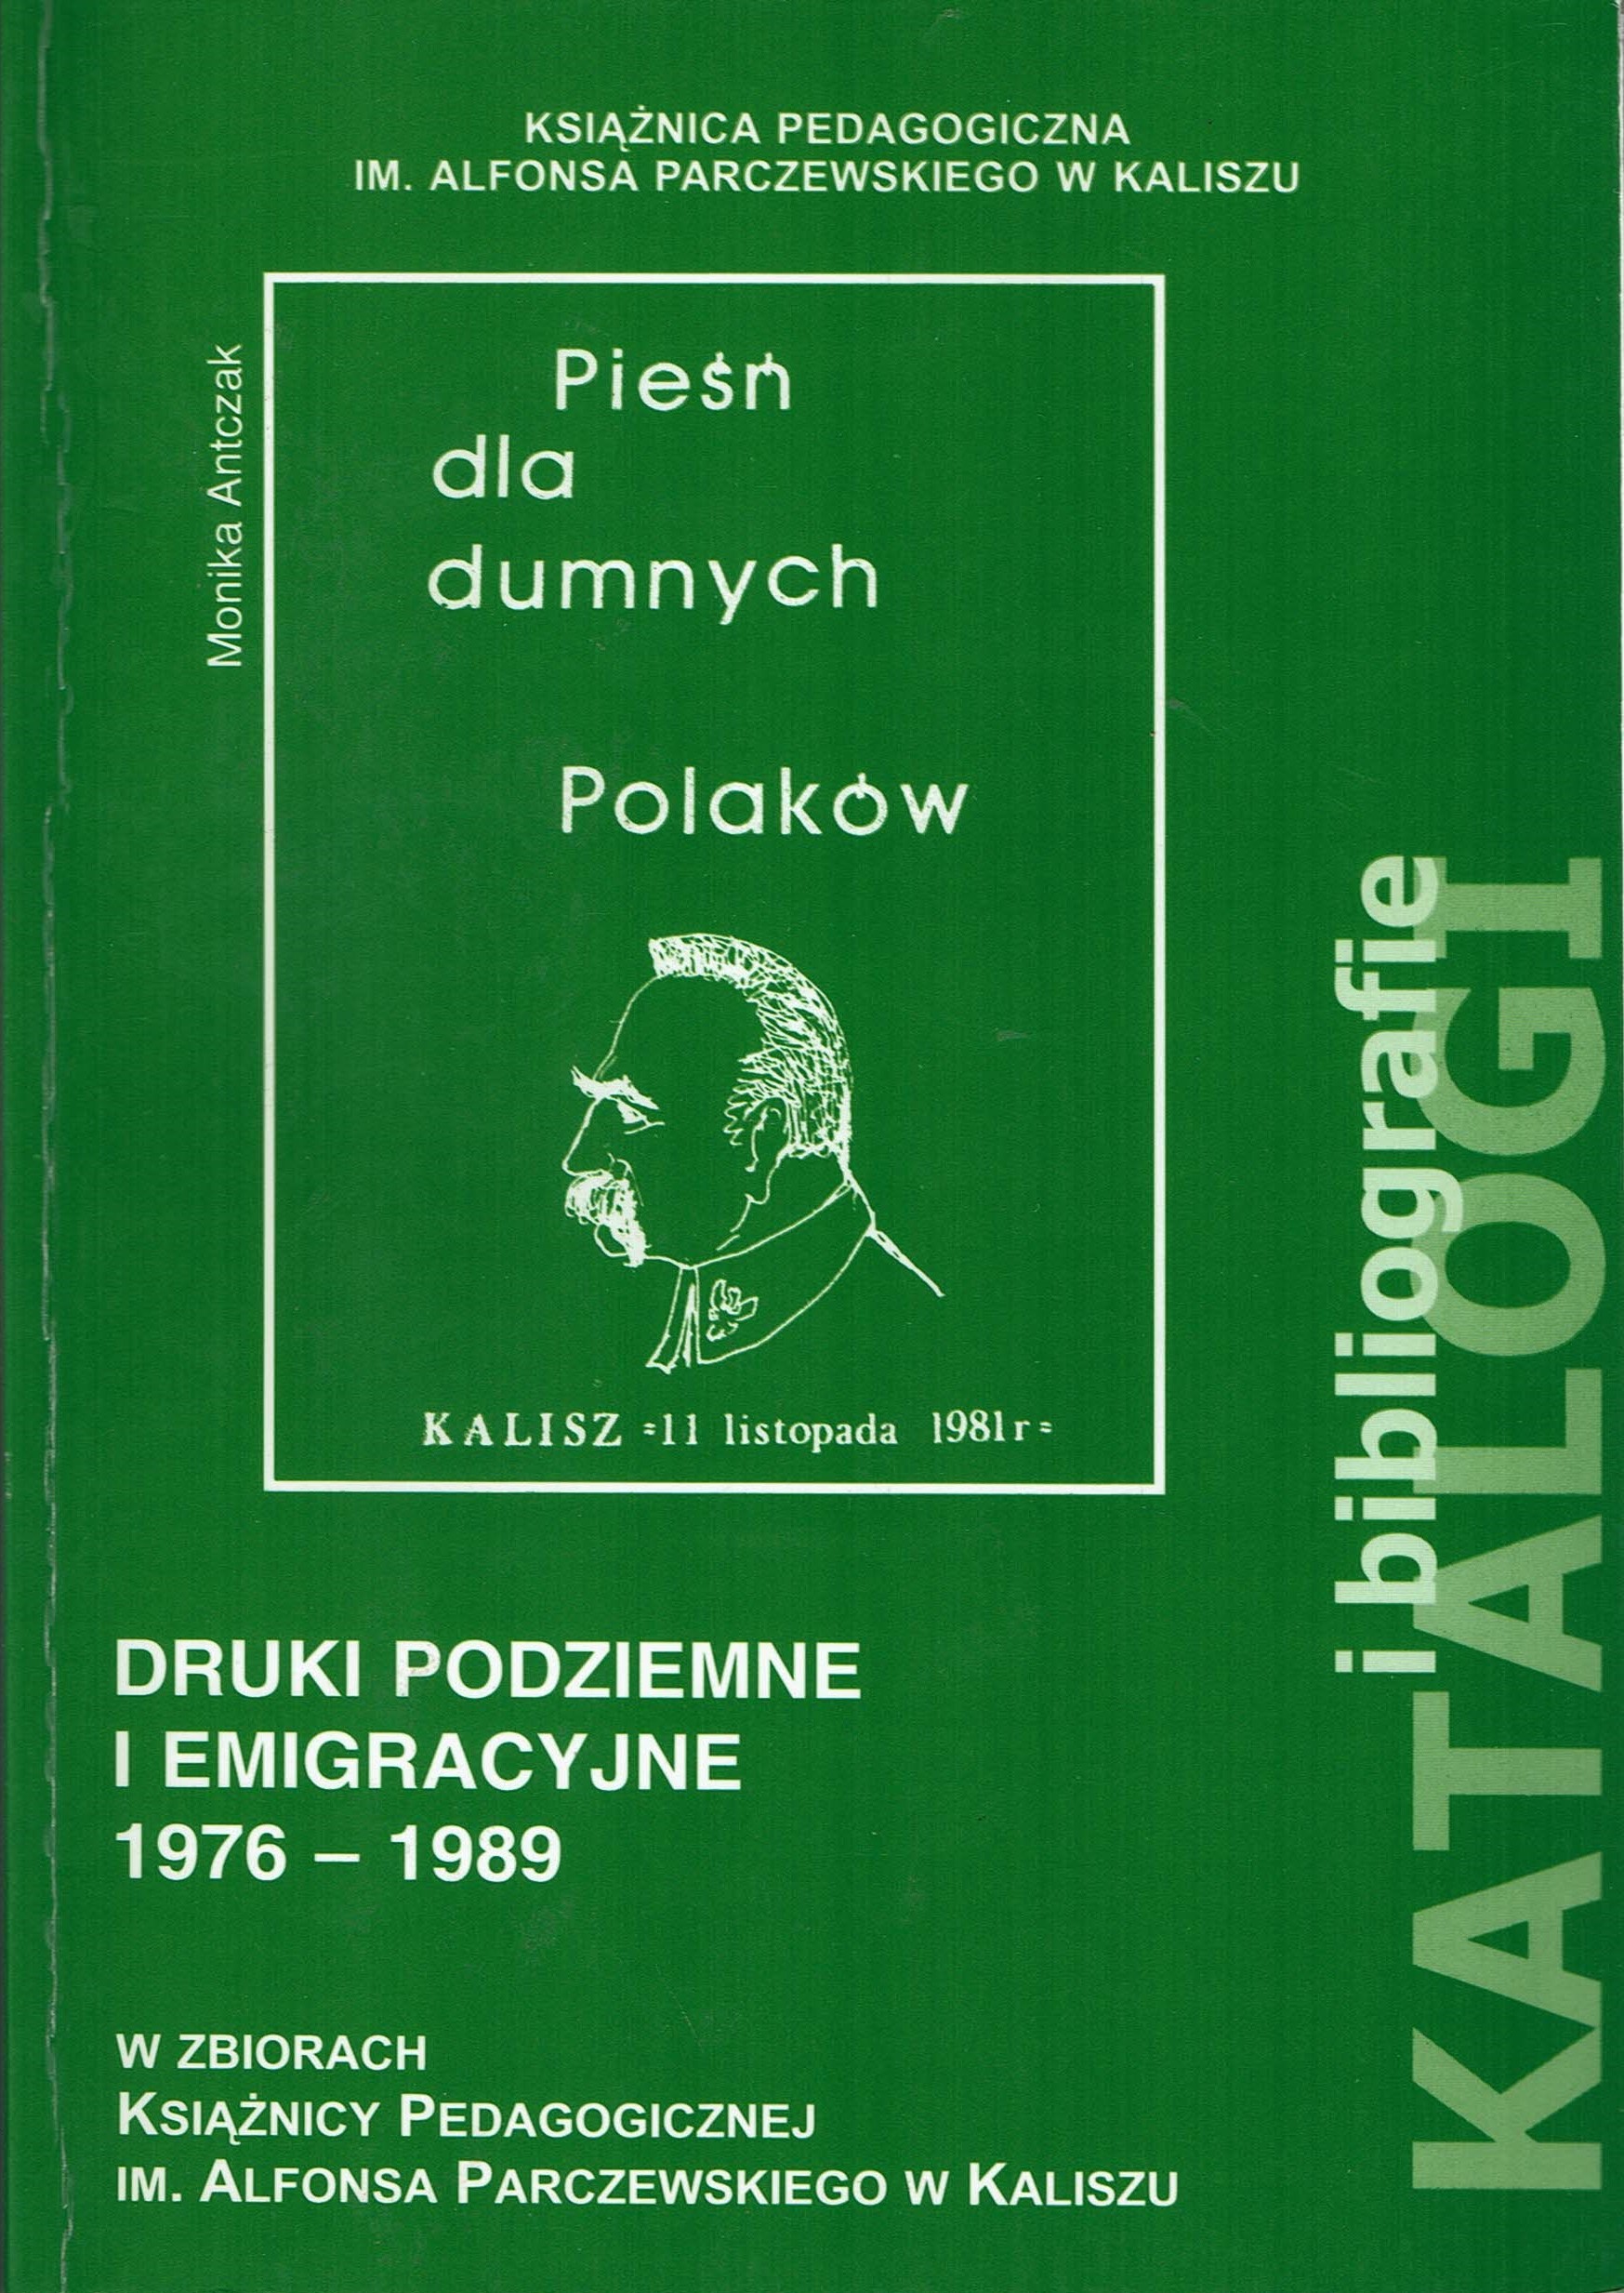 KSIĄŻNICA PEDAGOGICZNA
IM. ALFONSA PARCZEWSKIEGO W KALISZU
Monika Antczak
Pieśń
dla
dumnych
Polaków
KALISZ =11 listopada 1981r=
DRUKI PODZIEMNE
I EMIGRACYJNE
1976 – 1989
W ZBIORACH
KSIĄŻNICY PEDAGOGICZNEJ
IM. ALFONSA PARCZEWSKIEGO W KALISZU
KATALOGI
i bibliografie